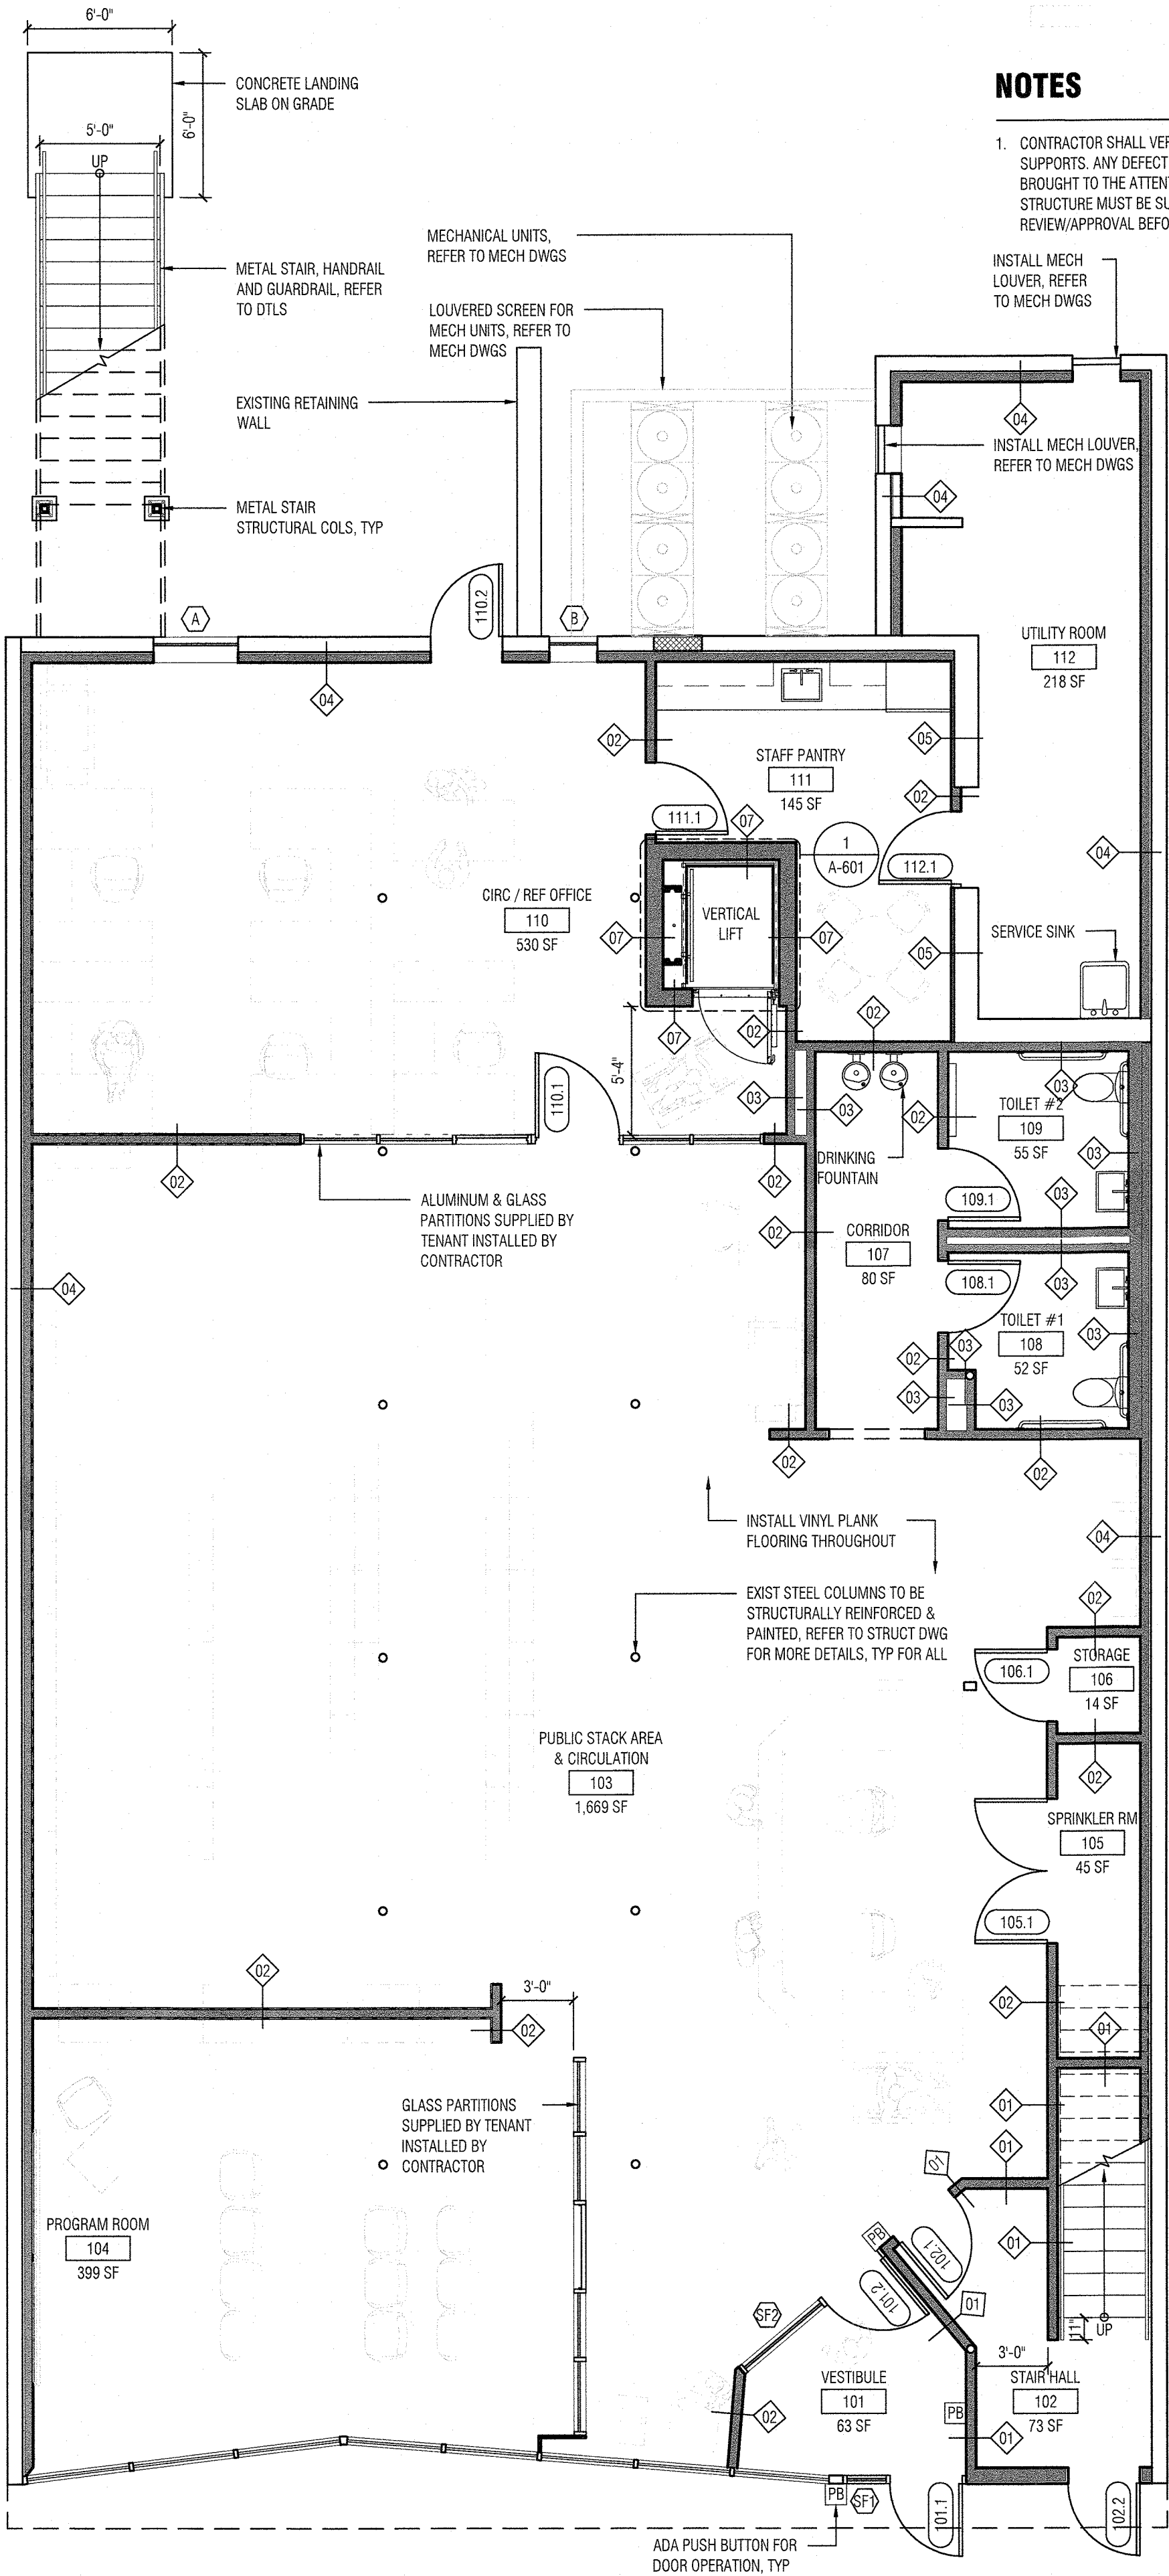 6'-0"
CONCRETE LANDING
SLAB ON GRADE
6'-0"
5'-0"
UP
NOTES
1. CONTRACTOR SHALL VER
SUPPORTS. ANY DEFECT
BROUGHT TO THE ATTENT
STRUCTURE MUST BE SU
REVIEW/APPROVAL BEFO
MECHANICAL UNITS,
REFER TO MECH DWGS
INSTALL MECH
LOUVER, REFER
TO MECH DWGS
METAL STAIR, HANDRAIL
AND GUARDRAIL, REFER
TO DTLS
LOUVERED SCREEN FOR
MECH UNITS, REFER TO
MECH DWGS
EXISTING RETAINING
WALL
04
INSTALL MECH LOUVER,
REFER TO MECH DWGS
04
METAL STAIR
STRUCTURAL COLS, TYP
110.2
A
B
UTILITY ROOM
112
218 SF
04
02
05
STAFF PANTRY
111
145 SF
02
111.1
07
1
A-601
112.1
04
CIRC / REF OFFICE
110
530 SF
VERTICAL
LIFT
07
07
SERVICE SINK
05
02
02
07
5'-4"
110.1
03
03
02
03
TOILET #2
109
55 SF
03
DRINKING
FOUNTAIN
02
02
03
109.1
ALUMINUM & GLASS
PARTITIONS SUPPLIED BY
TENANT INSTALLED BY
CONTRACTOR
02
CORRIDOR
107
80 SF
04
108.1
03
TOILET #1
108
52 SF
03
02
03
03
03
02
02
INSTALL VINYL PLANK
FLOORING THROUGHOUT
04
EXIST STEEL COLUMNS TO BE
STRUCTURALLY REINFORCED &
PAINTED, REFER TO STRUCT DWG
FOR MORE DETAILS, TYP FOR ALL
02
106.1
STORAGE
106
14 SF
PUBLIC STACK AREA
& CIRCULATION
103
1,669 SF
02
SPRINKLER RM
105
45 SF
105.1
02
3'-0"
02
02
01
GLASS PARTITIONS
SUPPLIED BY TENANT
INSTALLED BY
CONTRACTOR
01
01
01
PROGRAM ROOM
104
399 SF
PB
102.1
01
101.2
01
SF2
11"
UP
3'-0"
VESTIBULE
101
63 SF
STAIR HALL
102
73 SF
02
PB
01
PB
SF1
101.1
102.2
ADA PUSH BUTTON FOR
DOOR OPERATION, TYP